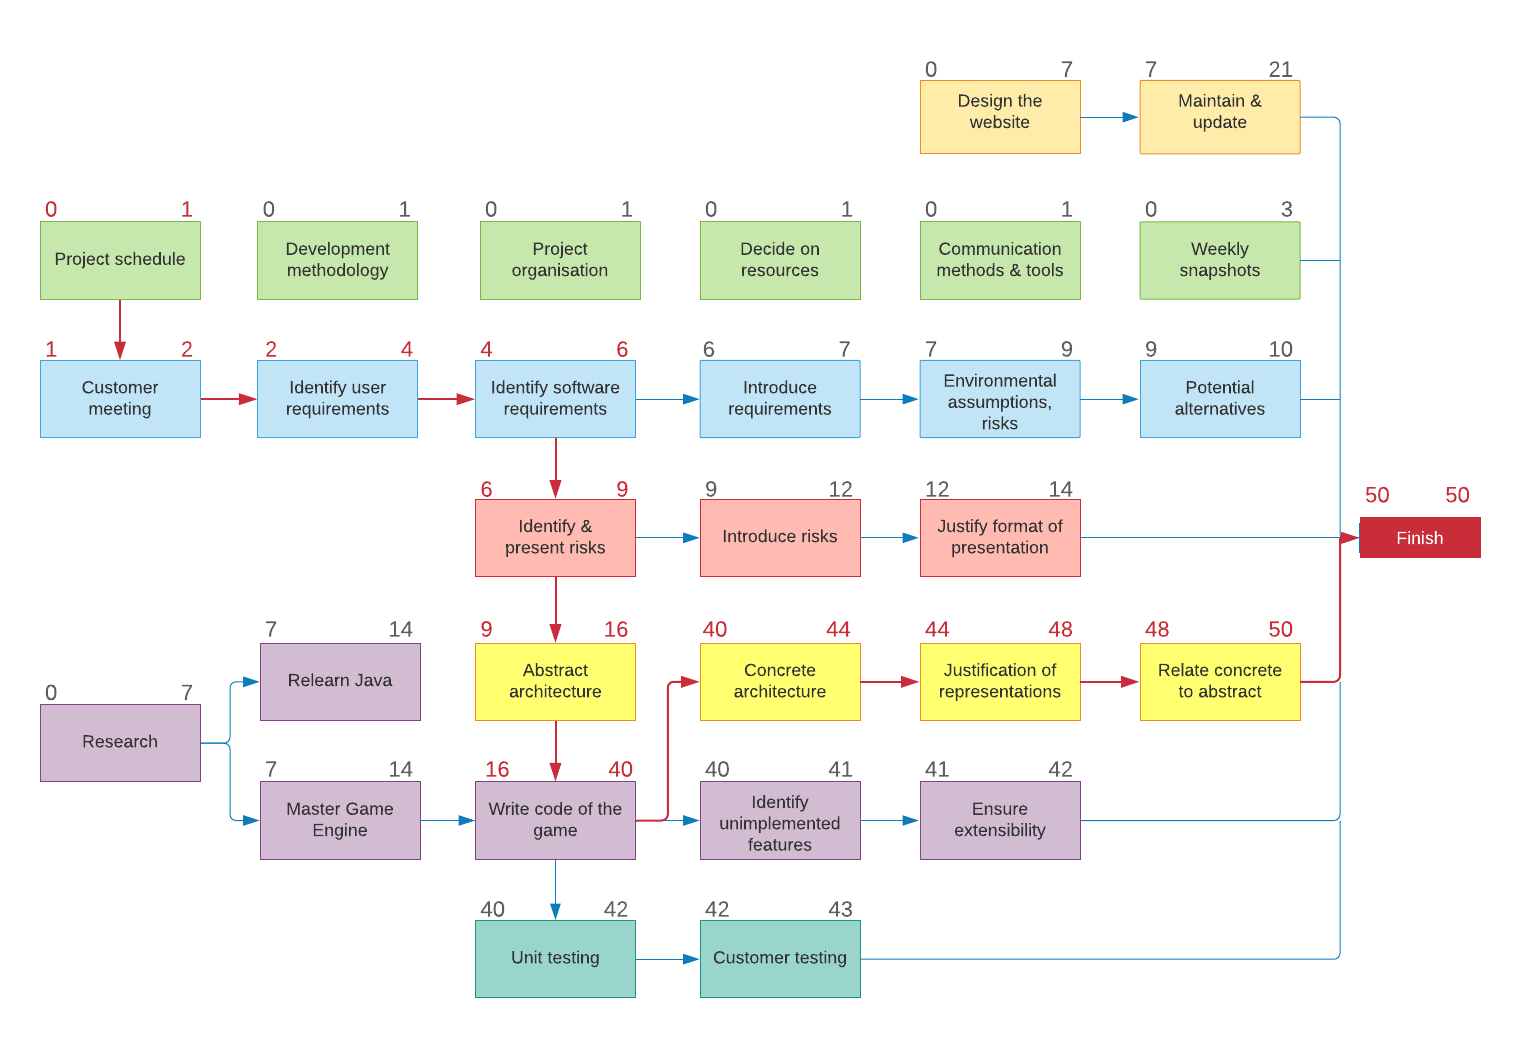 0 7 7 21
Design the
website
Maintain &
update
0 1 0 1 0 1 0 1 0 1 0 3
Project schedule
Development
methodology
Project
organisation
Decide on
resources
Communication
methods & tools
Weekly
snapshots
1 2 2 4 4 6 6 7 7 9 9 10
Customer
meeting
Identify user
requirements
Identify software
requirements
Introduce
requirements
Environmental
assumptions,
risks
Potential
alternatives
6 9 9 12 12 14 50 50
Identify &
present risks
Introduce risks
Justify format of
presentation
Finish
7 14 9 16 40 44 44 48 48 50
Relearn Java
Abstract
architecture
Concrete
architecture
Justification of
representations
Relate concrete
to abstract
0 7
Research
7 14 16 40 40 41 41 42
Master Game
Engine
Write code of the
game
Identify
unimplemented
features
Ensure
extensibility
40 42 42 43
Unit testing
Customer testing